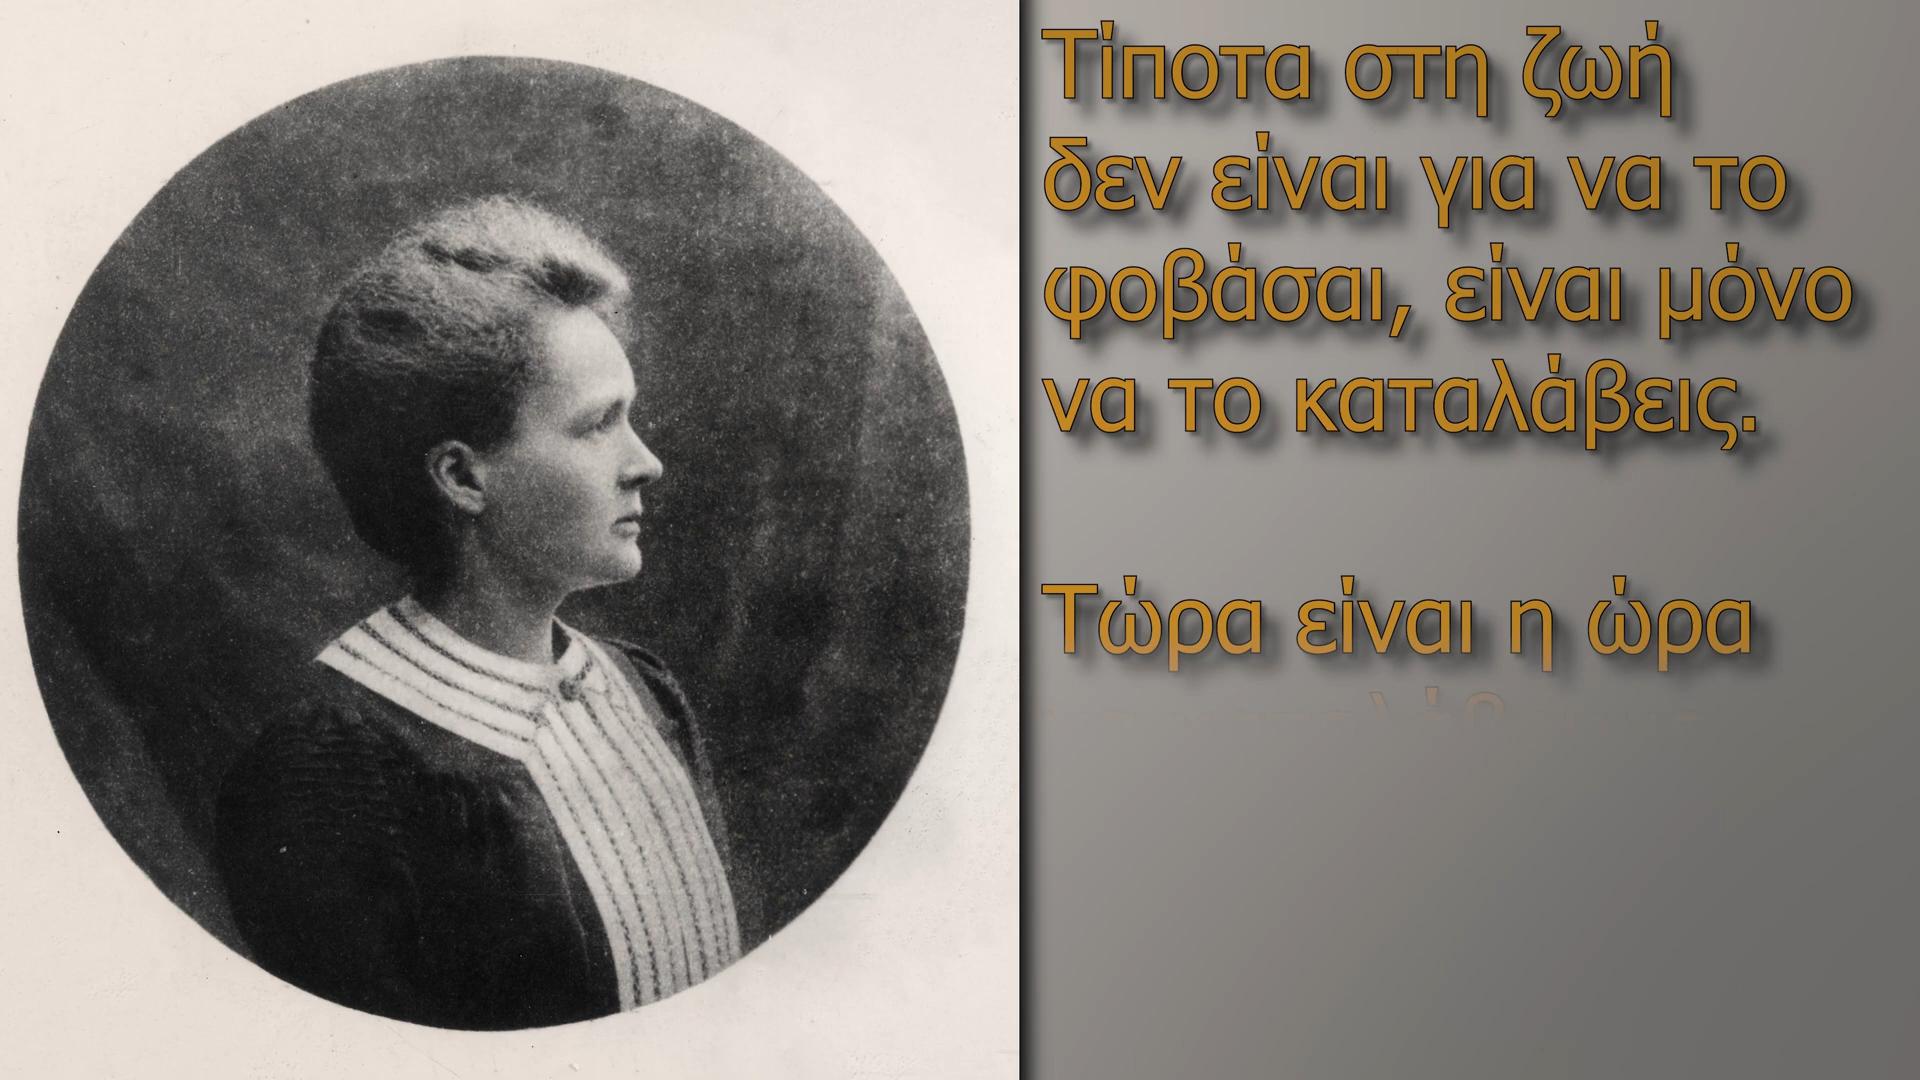 Τίποτα στη ζωή
δεν είναι για να το
φοβάσαι, είναι μόνο
να το καταλάβεις.
Τώρα είναι η ώρα